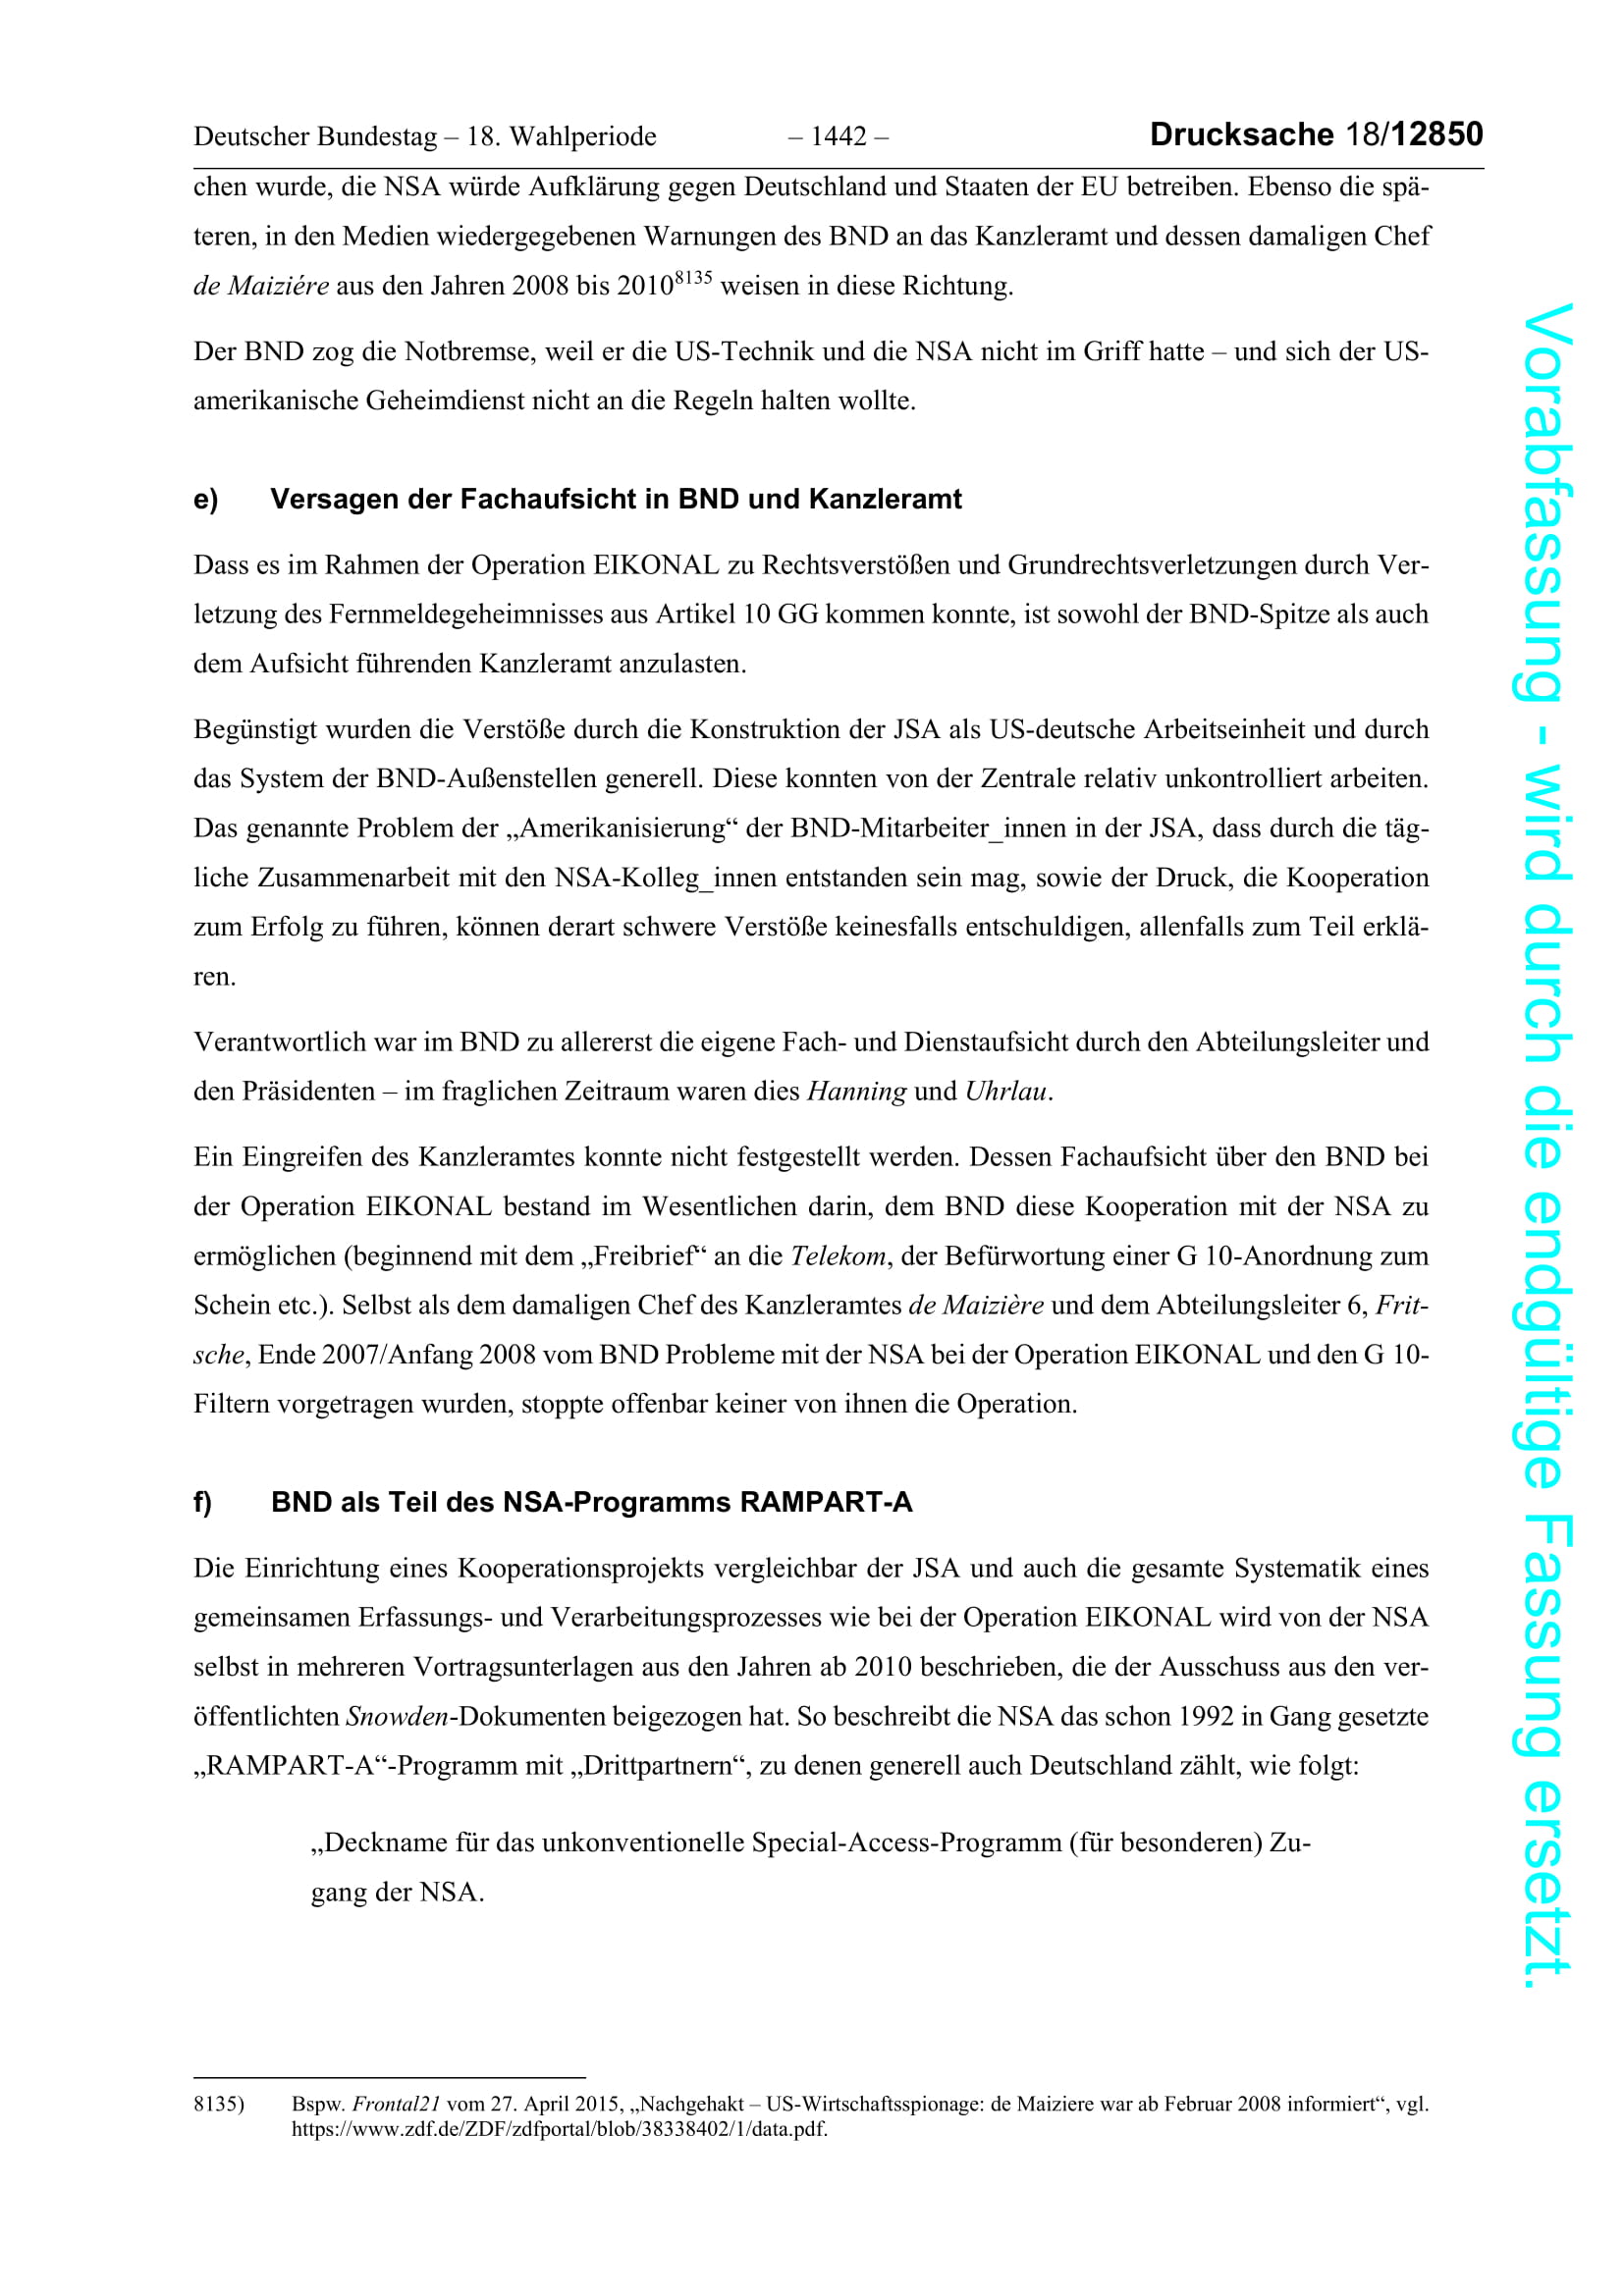 Deutscher Bundestag – 18. Wahlperiode – 1442 – Drucksache 18/12850
chen wurde, die NSA würde Aufklärung gegen Deutschland und Staaten der EU betreiben. Ebenso die spä-
teren, in den Medien wiedergegebenen Warnungen des BND an das Kanzleramt und dessen damaligen Chef
de Maiziére aus den Jahren 2008 bis 2010⁸¹³⁵ weisen in diese Richtung.
Der BND zog die Notbremse, weil er die US-Technik und die NSA nicht im Griff hatte – und sich der US-
amerikanische Geheimdienst nicht an die Regeln halten wollte.
e) Versagen der Fachaufsicht in BND und Kanzleramt
Dass es im Rahmen der Operation EIKONAL zu Rechtsverstößen und Grundrechtsverletzungen durch Ver-
letzung des Fernmeldegeheimnisses aus Artikel 10 GG kommen konnte, ist sowohl der BND-Spitze als auch
dem Aufsicht führenden Kanzleramt anzulasten.
Begünstigt wurden die Verstöße durch die Konstruktion der JSA als US-deutsche Arbeitseinheit und durch
das System der BND-Außenstellen generell. Diese konnten von der Zentrale relativ unkontrolliert arbeiten.
Das genannte Problem der „Amerikanisierung“ der BND-Mitarbeiter_innen in der JSA, dass durch die täg-
liche Zusammenarbeit mit den NSA-Kolleg_innen entstanden sein mag, sowie der Druck, die Kooperation
zum Erfolg zu führen, können derart schwere Verstöße keinesfalls entschuldigen, allenfalls zum Teil erklä-
ren.
Verantwortlich war im BND zu allererst die eigene Fach- und Dienstaufsicht durch den Abteilungsleiter und
den Präsidenten – im fraglichen Zeitraum waren dies Hanning und Uhrlau.
Ein Eingreifen des Kanzleramtes konnte nicht festgestellt werden. Dessen Fachaufsicht über den BND bei
der Operation EIKONAL bestand im Wesentlichen darin, dem BND diese Kooperation mit der NSA zu
ermöglichen (beginnend mit dem „Freibrief“ an die Telekom, der Befürwortung einer G 10-Anordnung zum
Schein etc.). Selbst als dem damaligen Chef des Kanzleramtes de Maizière und dem Abteilungsleiter 6, Frit-
sche, Ende 2007/Anfang 2008 vom BND Probleme mit der NSA bei der Operation EIKONAL und den G 10-
Filtern vorgetragen wurden, stoppte offenbar keiner von ihnen die Operation.
f) BND als Teil des NSA-Programms RAMPART-A
Die Einrichtung eines Kooperationsprojekts vergleichbar der JSA und auch die gesamte Systematik eines
gemeinsamen Erfassungs- und Verarbeitungsprozesses wie bei der Operation EIKONAL wird von der NSA
selbst in mehreren Vortragsunterlagen aus den Jahren ab 2010 beschrieben, die der Ausschuss aus den ver-
öffentlichten Snowden-Dokumenten beigezogen hat. So beschreibt die NSA das schon 1992 in Gang gesetzte
„RAMPART-A“-Programm mit „Drittpartnern“, zu denen generell auch Deutschland zählt, wie folgt:
„Deckname für das unkonventionelle Special-Access-Programm (für besonderen) Zu-
gang der NSA.
8135) Bspw. Frontal21 vom 27. April 2015, „Nachgehakt – US-Wirtschaftsspionage: de Maiziere war ab Februar 2008 informiert“, vgl.
https://www.zdf.de/ZDF/zdfportal/blob/38338402/1/data.pdf.
Vorabfassung - wird durch die endgültige Fassung ersetzt.